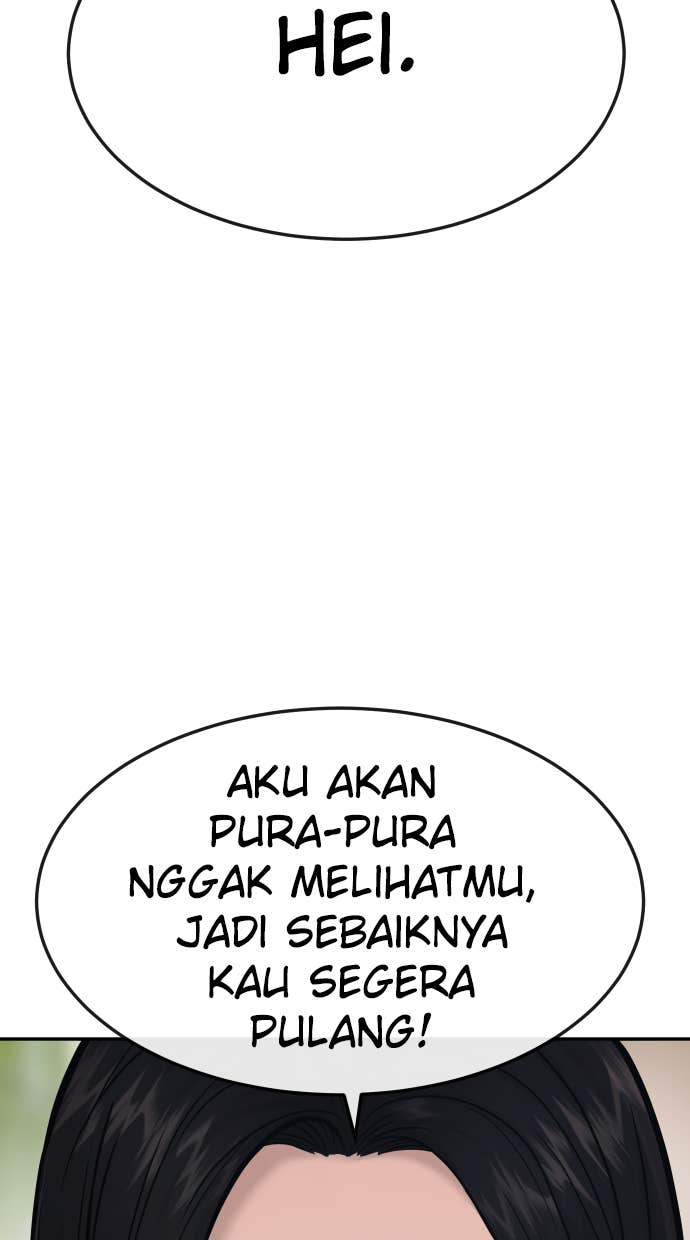 HEI.
AKU AKAN
PURA-PURA
NGGAK MELIHATMU,
JADI SEBAIKNYA
KAU SEGERA
PULANG!